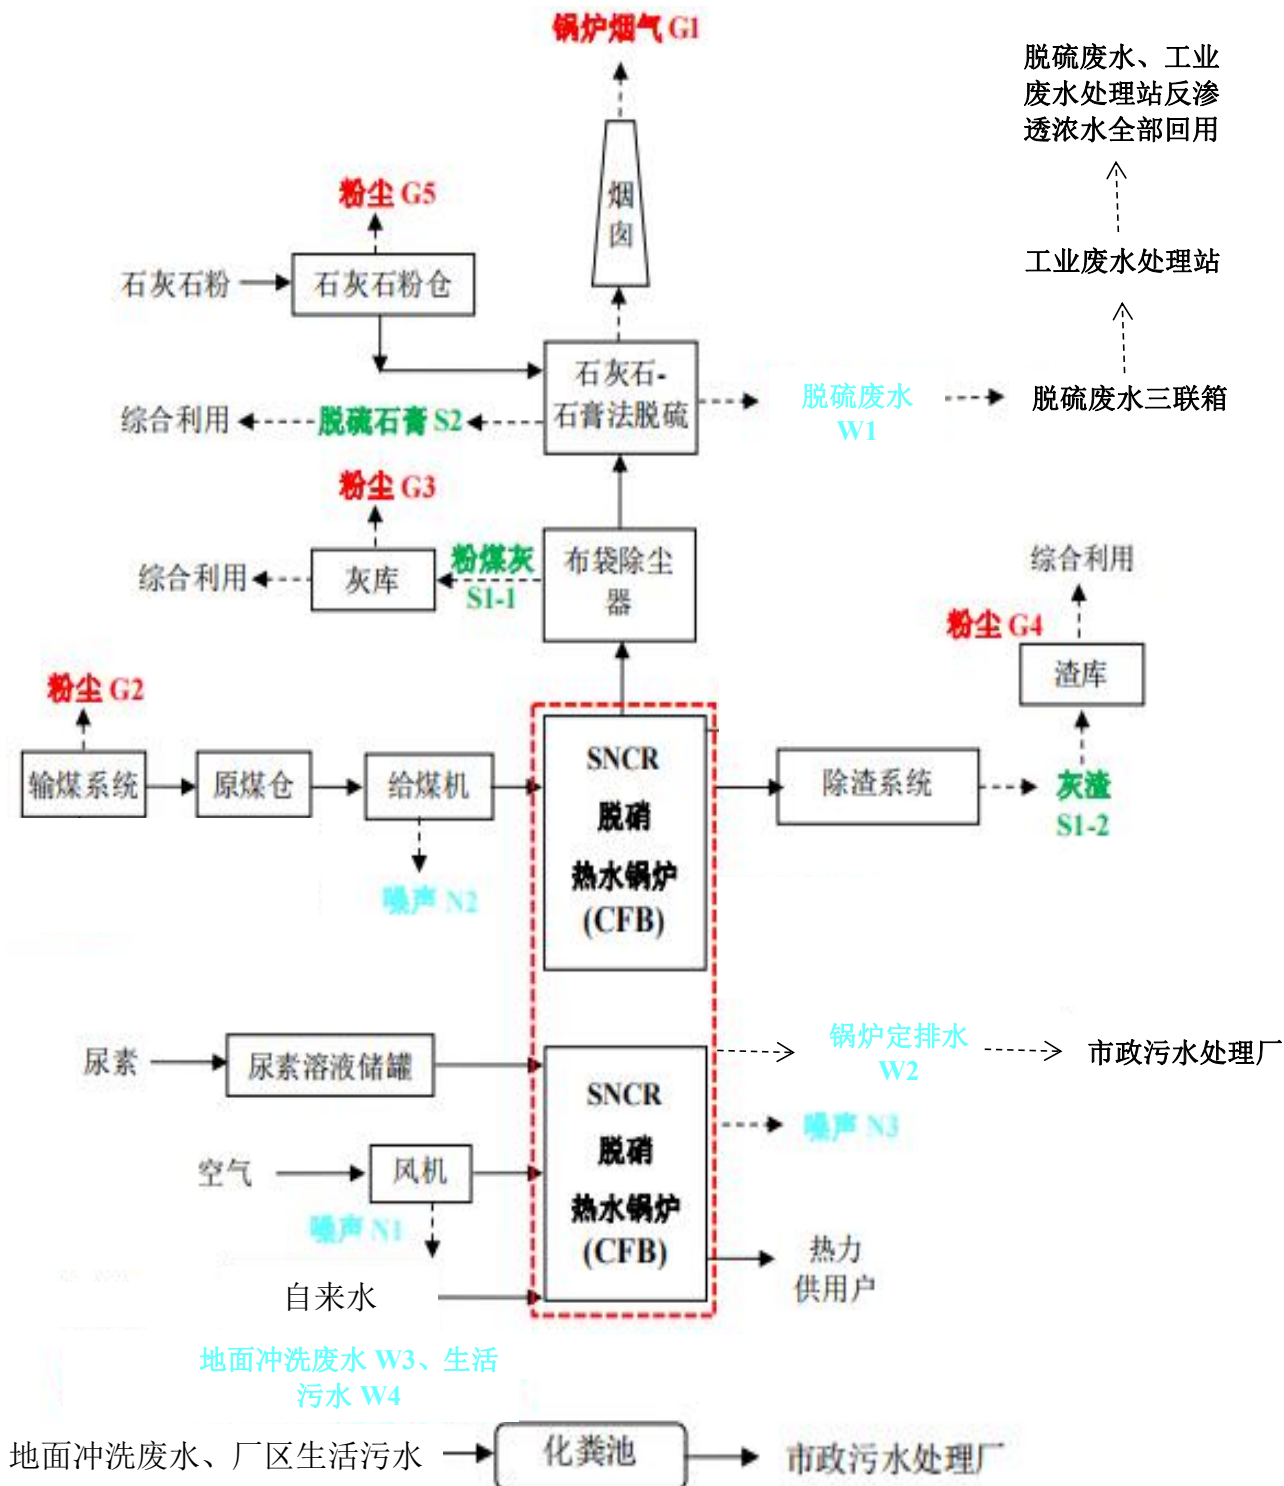 锅炉烟气 G1
脱硫废水、工业
废水处理站反渗
透浓水全部回用
烟
囱
粉尘 G5
石灰石粉
石灰石粉仓
工业废水处理站
石灰石-
石膏法脱硫
综合利用
脱硫石膏 S2
脱硫废水
W1
脱硫废水三联箱
粉尘 G3
综合利用
灰库
粉煤灰
S1-1
布袋除尘
器
综合利用
粉尘 G4
渣库
粉尘 G2
输煤系统
原煤仓
给煤机
SNCR
脱硝
热水锅炉
(CFB)
除渣系统
灰渣
S1-2
噪声 N2
尿素
尿素溶液储罐
SNCR
脱硝
热水锅炉
(CFB)
锅炉定排水
W2
市政污水处理厂
噪声 N3
空气
风机
噪声 N1
热力
供用户
自来水
地面冲洗废水 W3、生活
污水 W4
地面冲洗废水、厂区生活污水
化粪池
市政污水处理厂